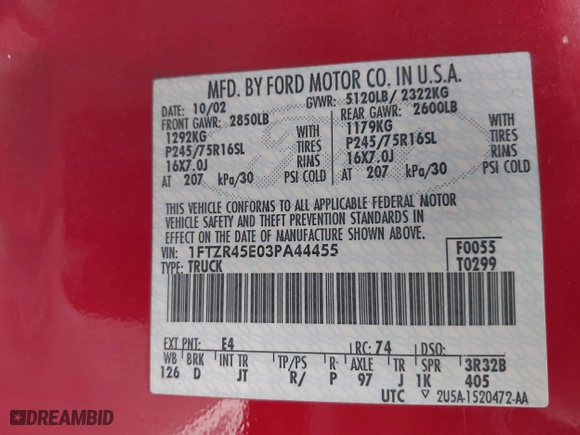 MFD. BY FORD MOTOR CO. IN U.S.A.
DATE: 10/02 GVWR: 5120LB/ 2322KG
FRONT GAWR: 2850LB REAR GAWR: 2600LB
1292KG WITH 1179KG WITH
P245/75R16SL TIRES P245/75R16SL TIRES
16X7.0J RIMS 16X7.0J RIMS
AT 207 kPa/30 PSI COLD AT 207 kPa/30 PSI COLD
THIS VEHICLE CONFORMS TO ALL APPLICABLE FEDERAL MOTOR
VEHICLE SAFETY AND THEFT PREVENTION STANDARDS IN
EFFECT ON THE DATE OF MANUFACTURE SHOWN ABOVE.
VIN: 1FTZR45E03PA44455 F0055
TYPE: TRUCK T0299
EXT PNT: E4 RC: 74 DSO:
WB BRK INT TR TP/PS R AXLE TR SPR 3R32B
126 D JT R/ P 97 J 1K 405
UTC ▽ 2U5A-1520472-AA
DREAMBID